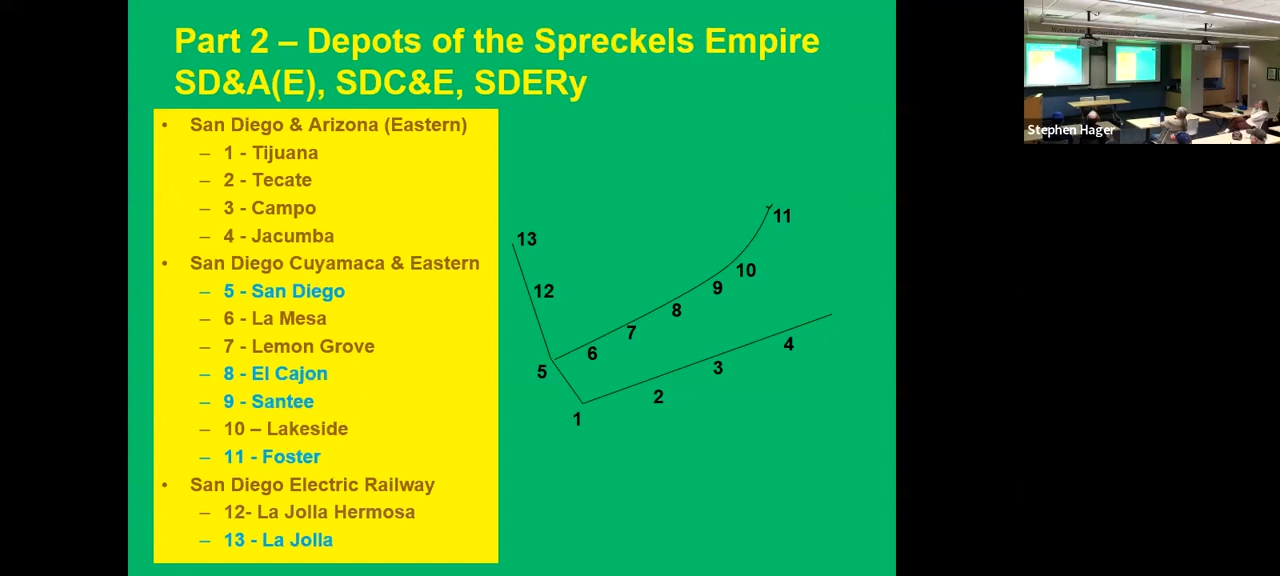 Part 2 – Depots of the Spreckels Empire
SD&A(E), SDC&E, SDERy
• San Diego & Arizona (Eastern)
– 1 - Tijuana
– 2 - Tecate
– 3 - Campo
– 4 - Jacumba
• San Diego Cuyamaca & Eastern
– 5 - San Diego
– 6 - La Mesa
– 7 - Lemon Grove
– 8 - El Cajon
– 9 - Santee
– 10 – Lakeside
– 11 - Foster
• San Diego Electric Railway
– 12- La Jolla Hermosa
– 13 - La Jolla
11
13
10
12
9
8
7
4
6
3
5
2
1
Stephen Hager